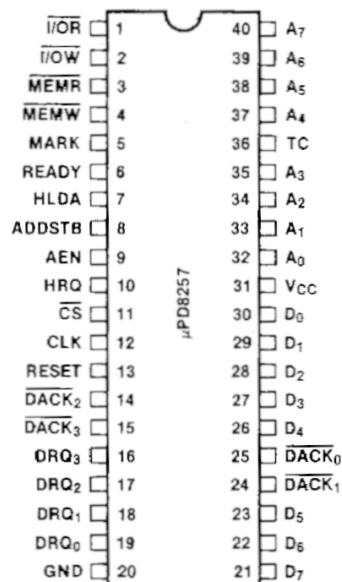 I/OR 1 40 A7
I/OW 2 39 A6
MEMR 3 38 A5
MEMW 4 37 A4
MARK 5 36 TC
READY 6 35 A3
HLDA 7 34 A2
ADDSTB 8 33 A1
AEN 9 32 A0
HRQ 10 31 VCC
CS 11 30 D0
CLK 12 29 D1
RESET 13 28 D2
DACK2 14 27 D3
DACK3 15 26 D4
DRQ3 16 25 DACK0
DRQ2 17 24 DACK1
DRQ1 18 23 D5
DRQ0 19 22 D6
GND 20 21 D7
μPD8257